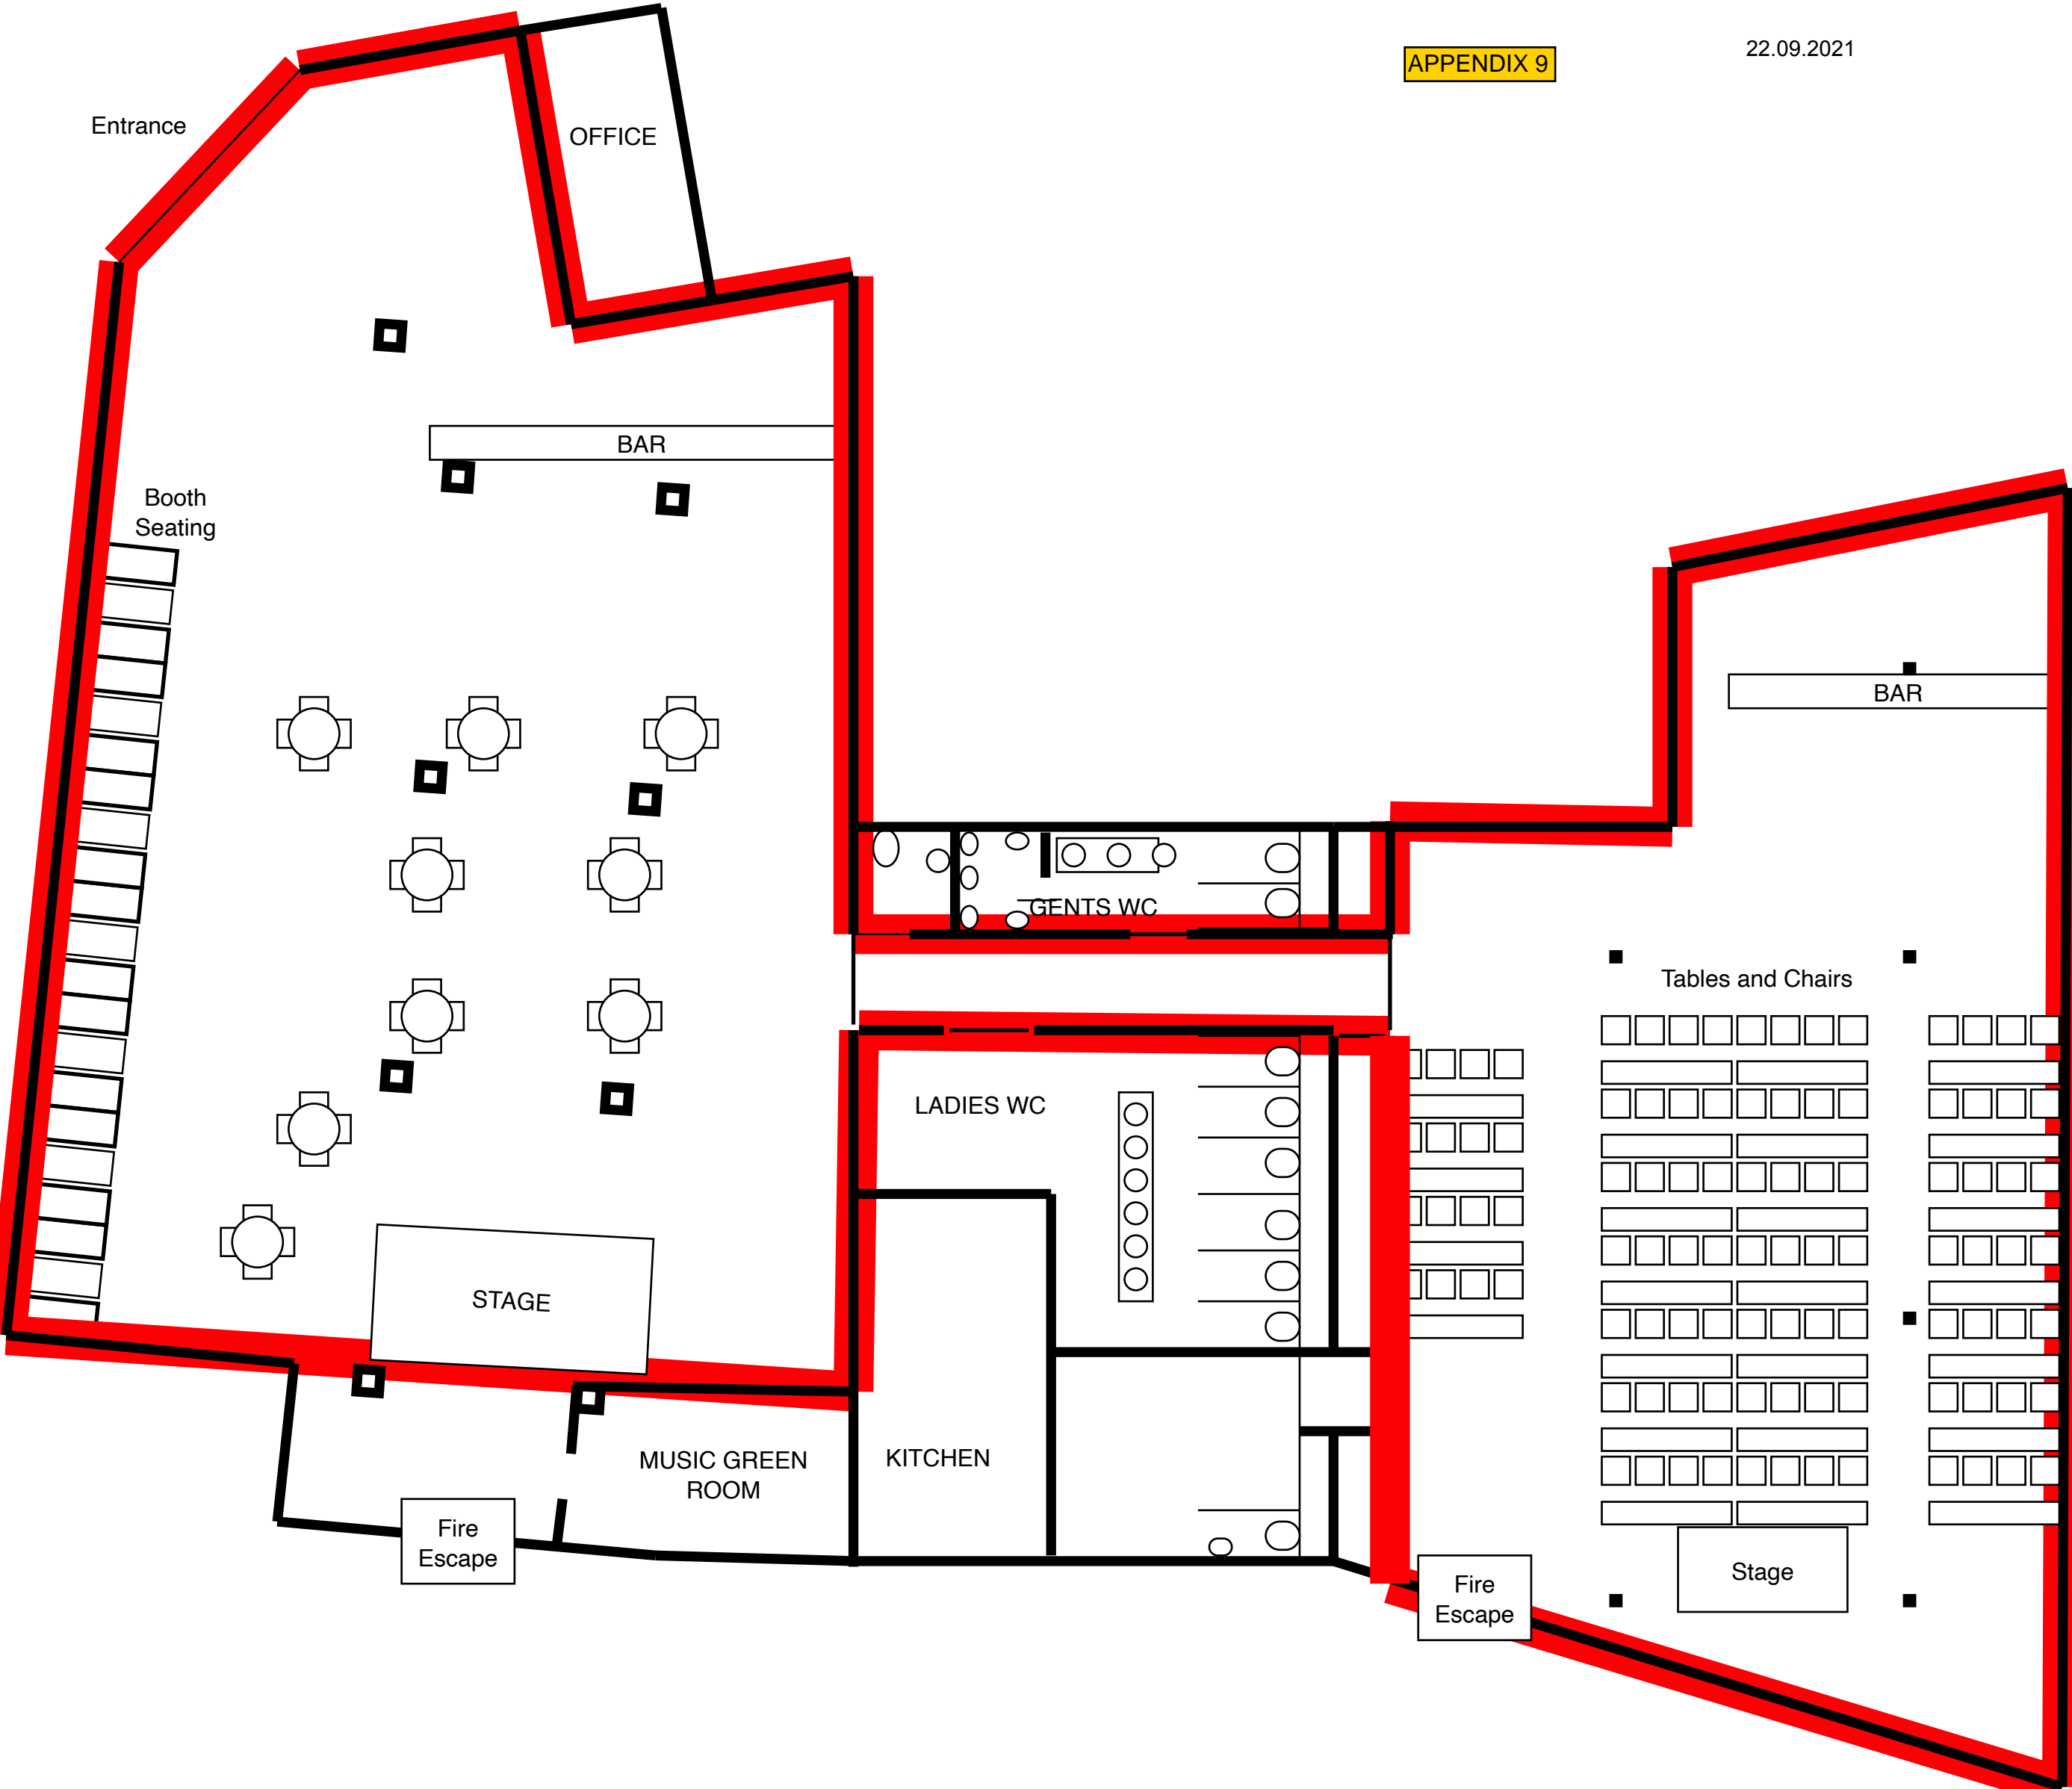 APPENDIX 9
22.09.2021
Entrance
OFFICE
BAR
Booth
Seating
BAR
GENTS WC
Tables and Chairs
LADIES WC
STAGE
MUSIC GREEN
ROOM
KITCHEN
Fire
Escape
Stage
Fire
Escape